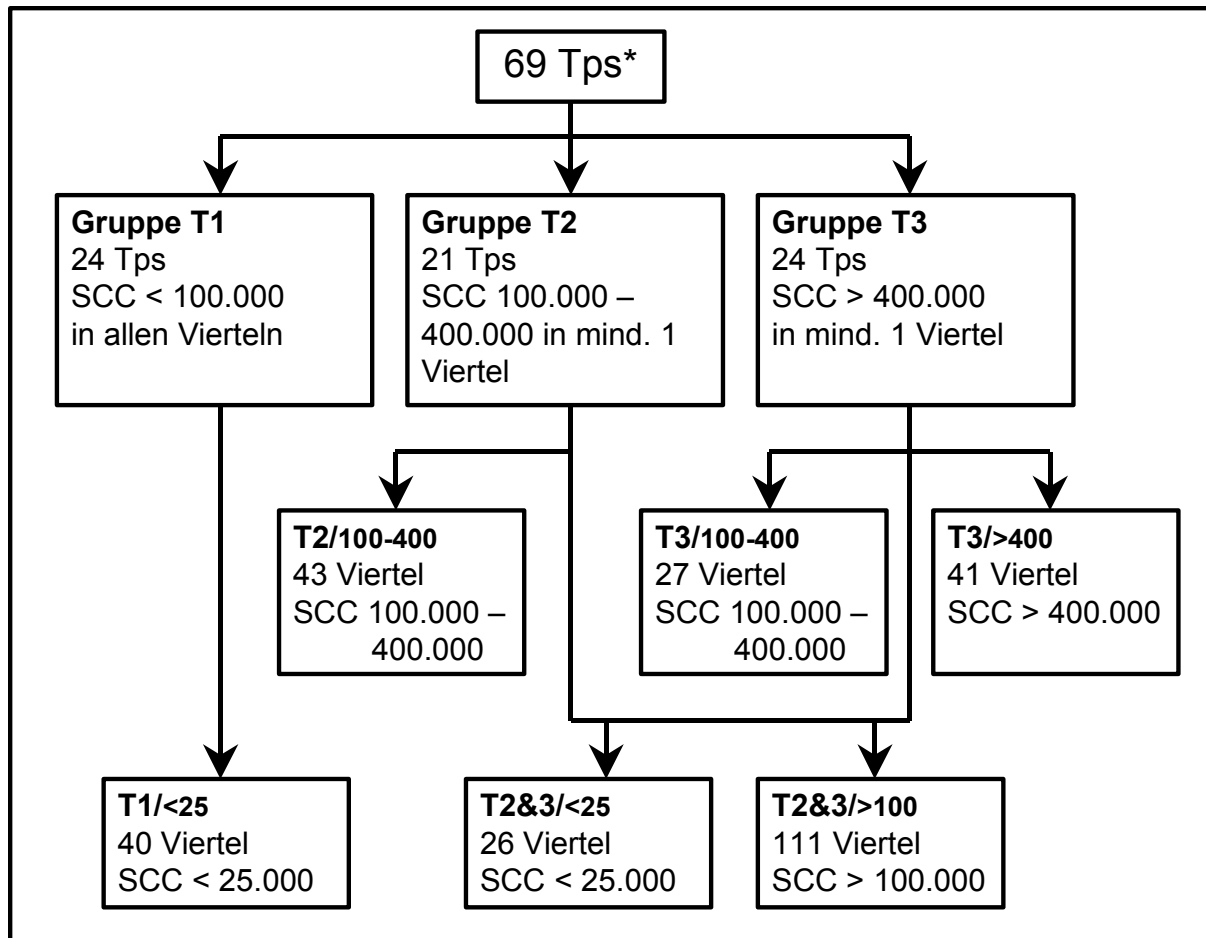 69 Tps*
Gruppe T1
24 Tps
SCC < 100.000
in allen Vierteln
Gruppe T2
21 Tps
SCC 100.000 –
400.000 in mind. 1
Viertel
Gruppe T3
24 Tps
SCC > 400.000
in mind. 1 Viertel
T2/100-400
43 Viertel
SCC 100.000 –
400.000
T3/100-400
27 Viertel
SCC 100.000 –
400.000
T3/>400
41 Viertel
SCC > 400.000
T1/<25
40 Viertel
SCC < 25.000
T2&3/<25
26 Viertel
SCC < 25.000
T2&3/>100
111 Viertel
SCC > 100.000